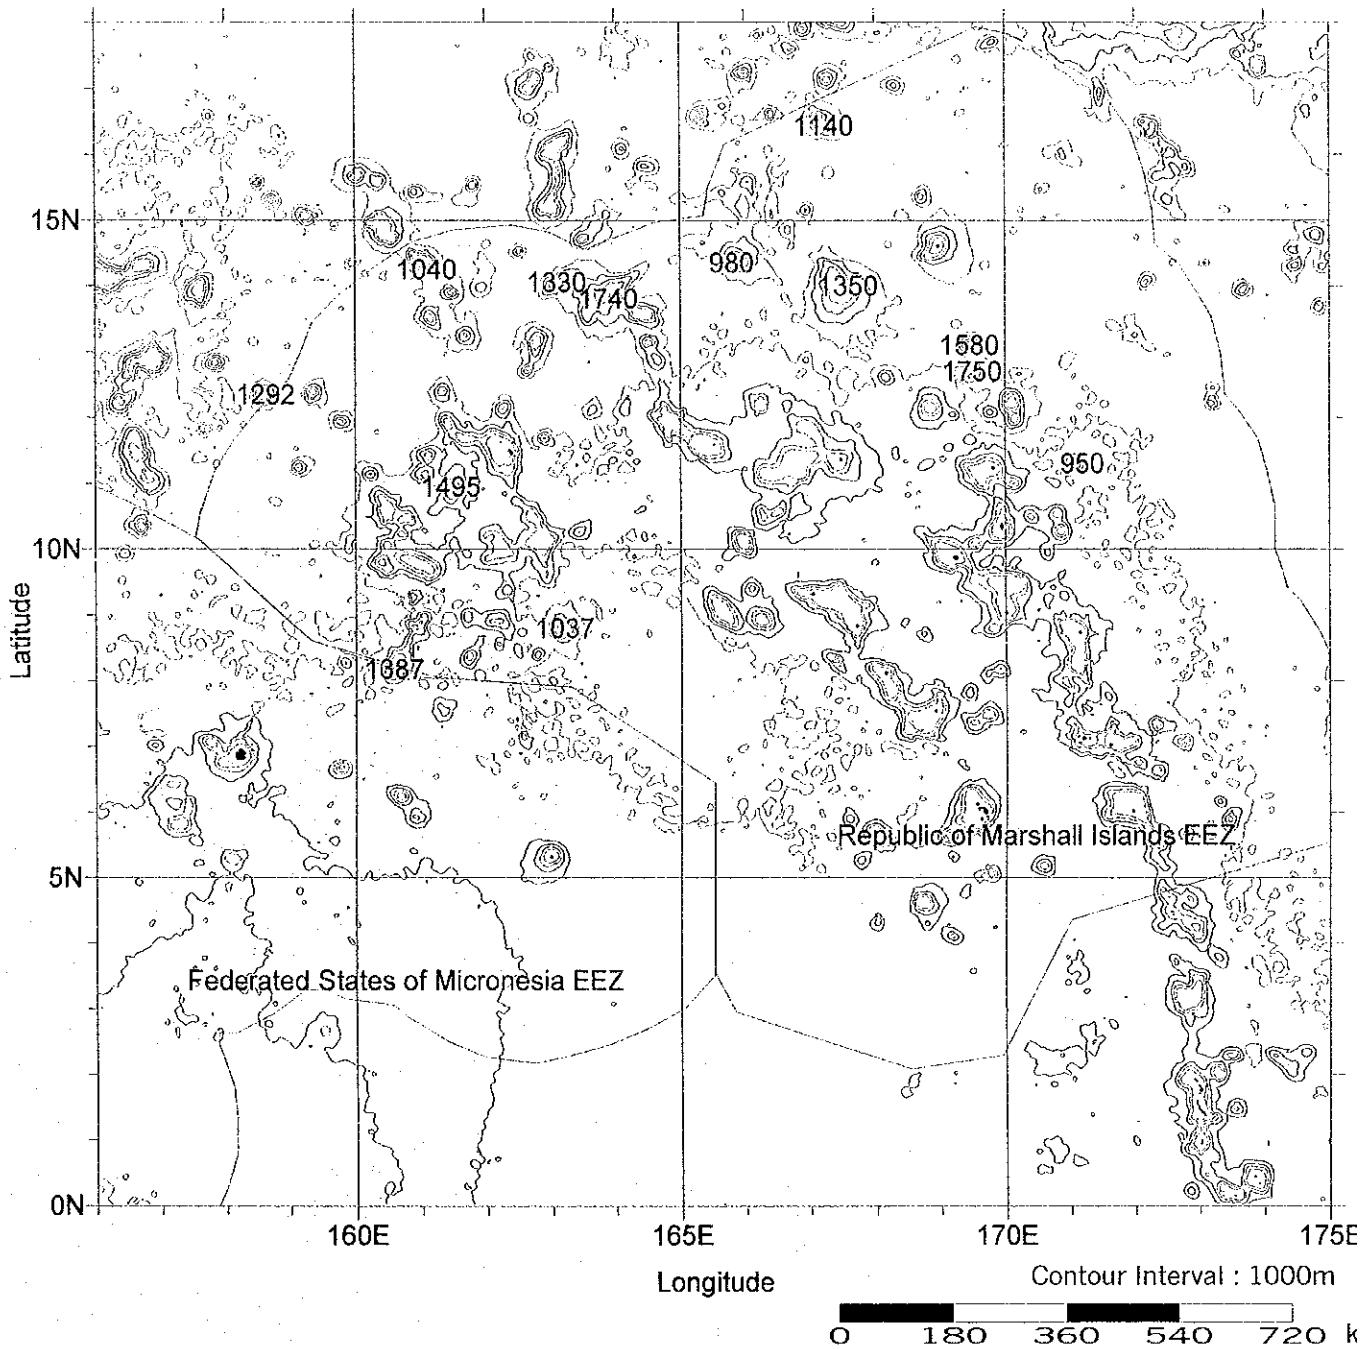 1140
15N
1040
980
1330
1740
1350
1580
1750
1292
950
1495
10N
1037
1387
Latitude
Republic of Marshall Islands EEZ
5N
Federated States of Micronesia EEZ
0N
160E
165E
170E
175E
Longitude
Contour Interval : 1000m
0 180 360 540 720 k